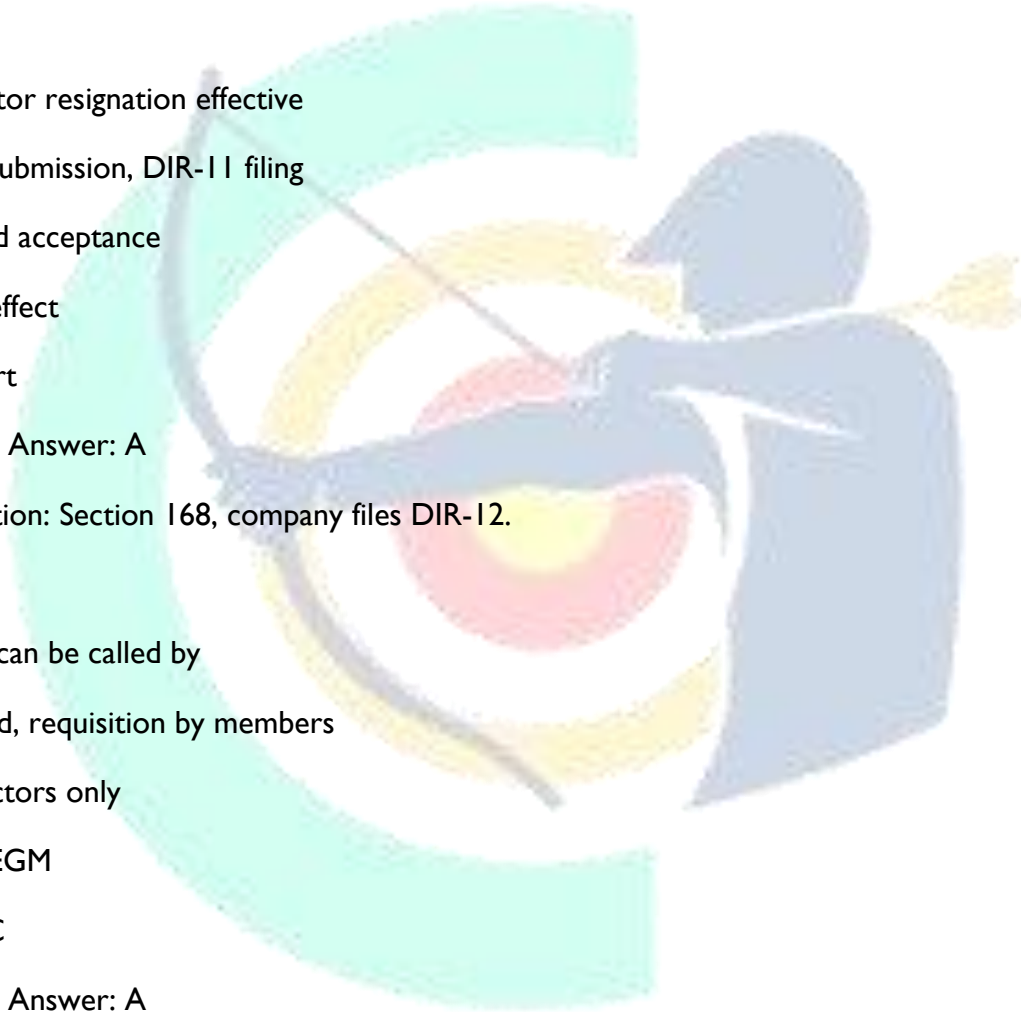 tor resignation effective
ubmission, DIR-11 filing
d acceptance
effect
rt
Answer: A
tion: Section 168, company files DIR-12.
can be called by
d, requisition by members
ctors only
EGM
C
Answer: A